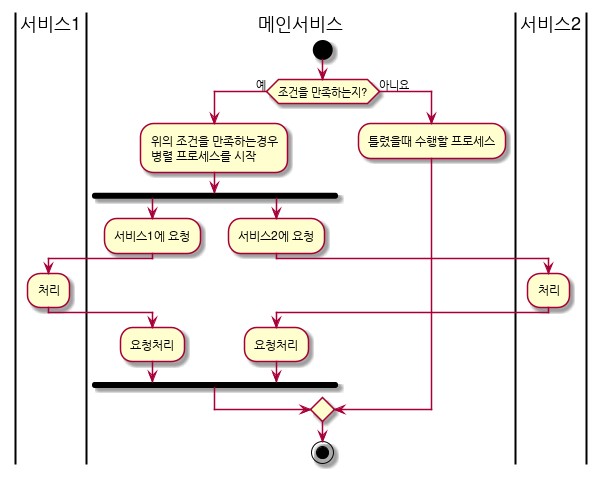 서비스1
메인서비스
서비스2
예
조건을 만족하는지?
아니요
위의 조건을 만족하는경우
병렬 프로세스를 시작
틀렸을때 수행할 프로세스
서비스1에 요청
서비스2에 요청
처리
처리
요청처리
요청처리